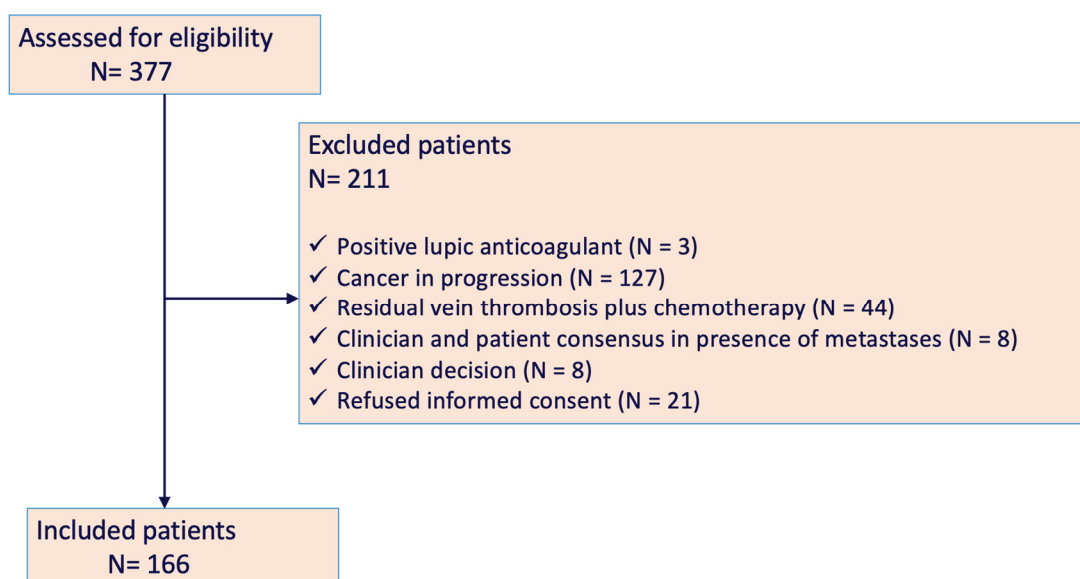 Assessed for eligibility
N= 377
Excluded patients
N= 211
✓ Positive lupic anticoagulant (N = 3)
✓ Cancer in progression (N = 127)
✓ Residual vein thrombosis plus chemotherapy (N = 44)
✓ Clinician and patient consensus in presence of metastases (N = 8)
✓ Clinician decision (N = 8)
✓ Refused informed consent (N = 21)
Included patients
N= 166